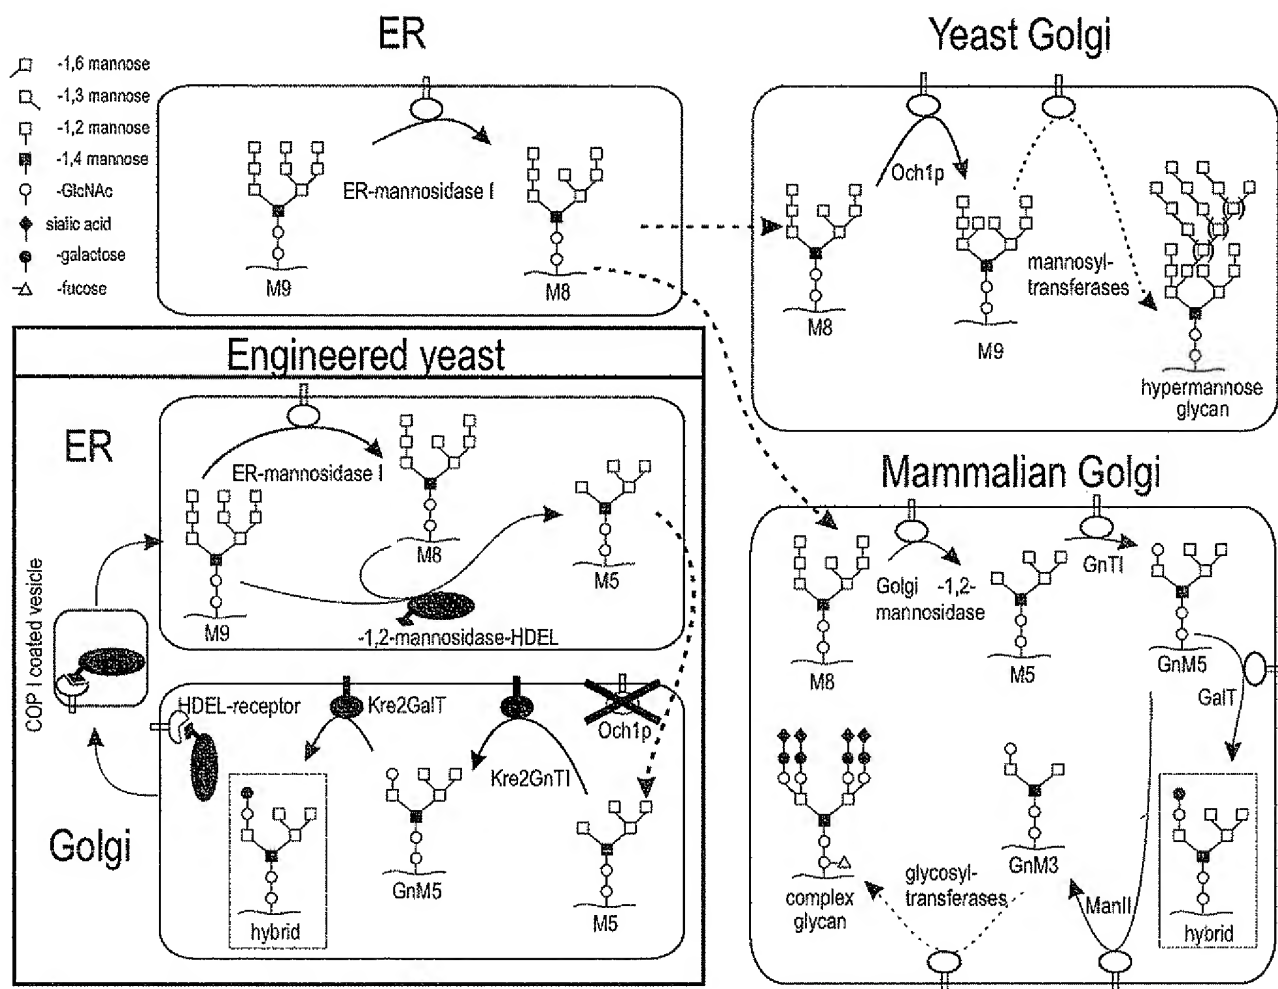 ER
Yeast Golgi
-1,6 mannose
-1,3 mannose
-1,2 mannose
-1,4 mannose
-GlcNAc
sialic acid
-galactose
-fucose
ER-mannosidase I
M9
M8
Och1p
mannosyl-
transferases
M8
M9
hypermannose
glycan
Engineered yeast
ER
ER-mannosidase I
M8
M5
M9
-1,2-mannosidase-HDEL
COP I coated vesicle
HDEL-receptor
Kre2GalT
Och1p
Kre2GnTI
Golgi
GnM5
M5
hybrid
Mammalian Golgi
GnTI
Golgi -1,2-
mannosidase
M8
M5
GnM5
GalT
GnM3
complex
glycan
glycosyl-
transferases
ManII
hybrid